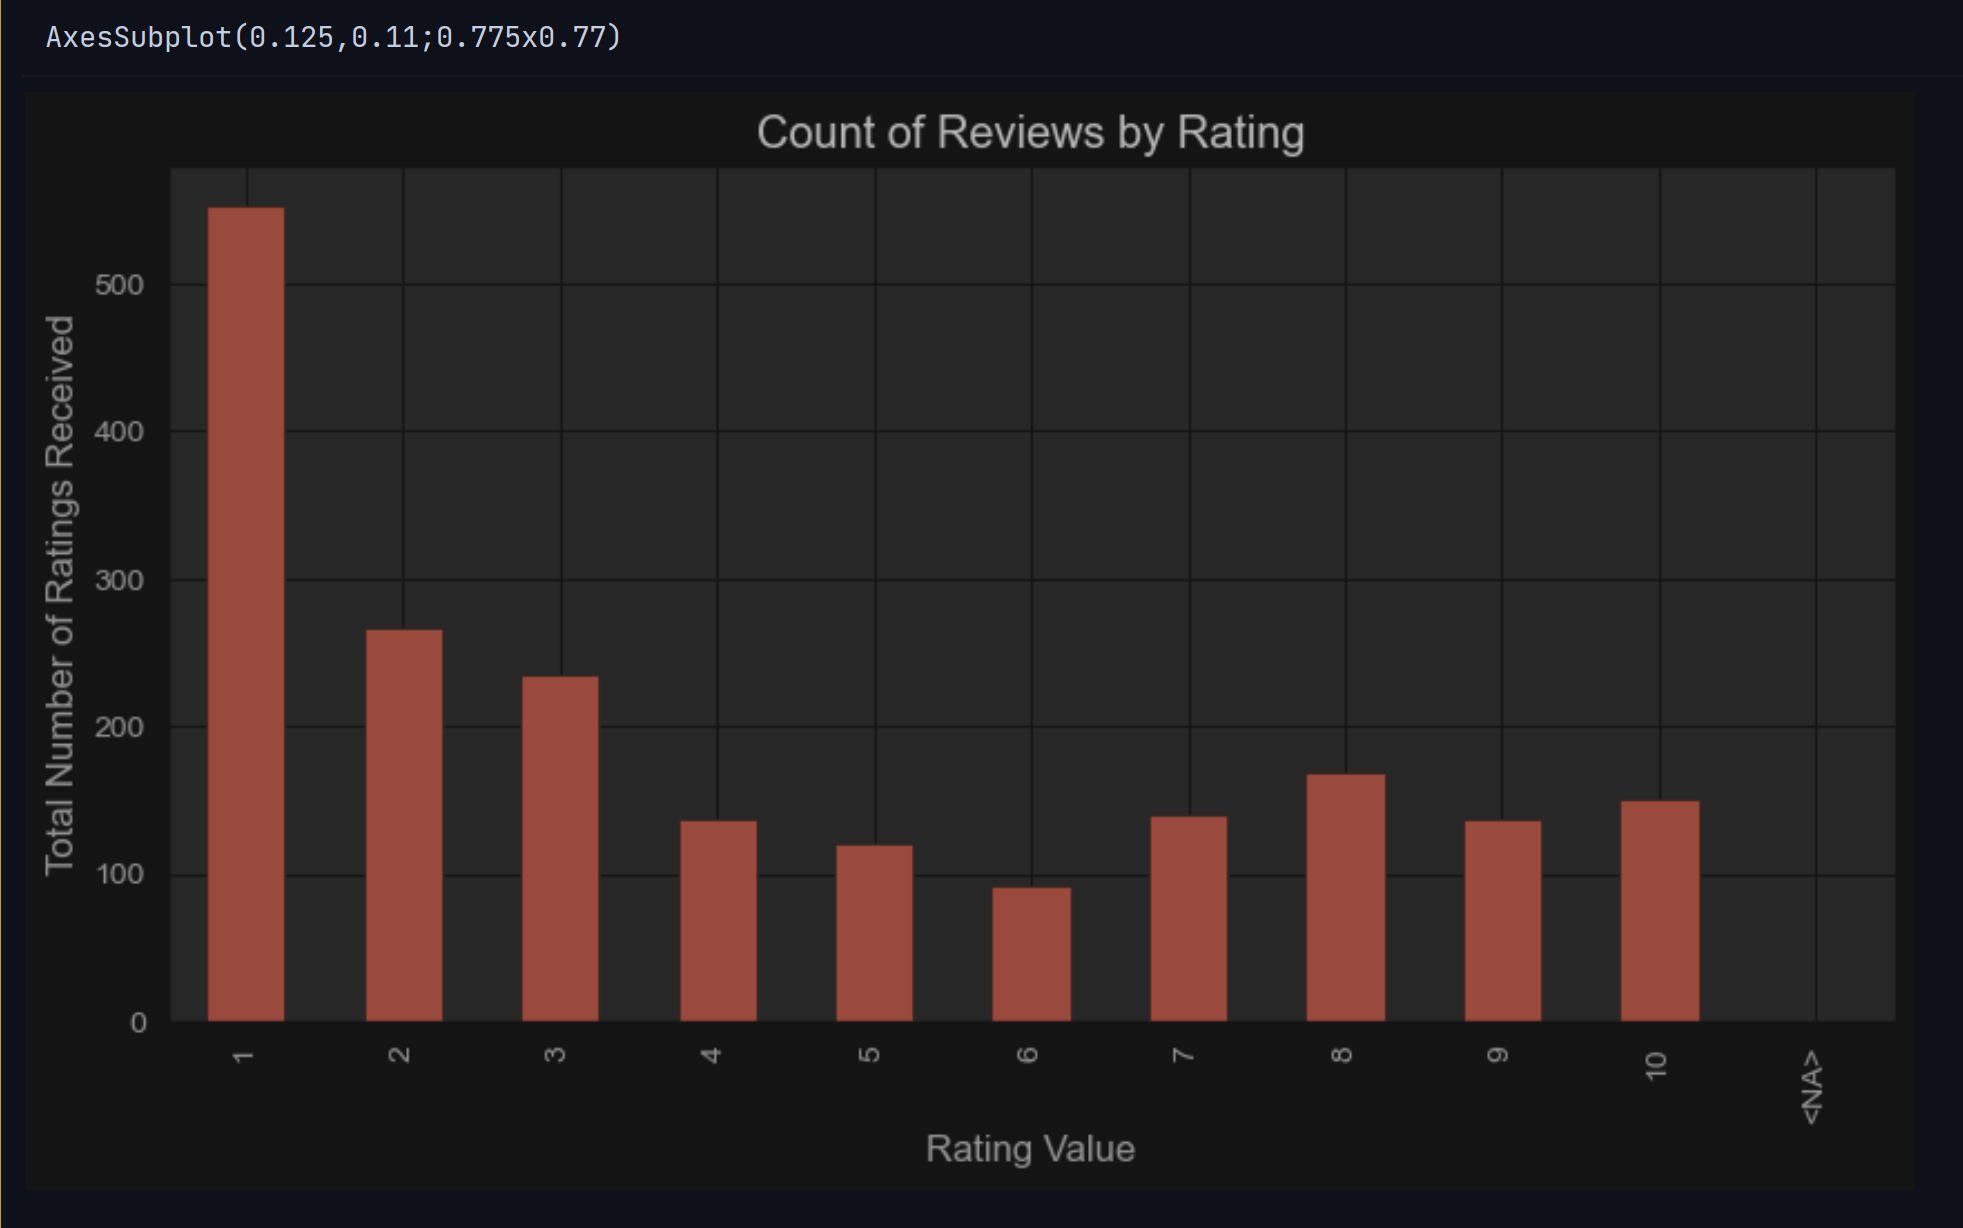 AxesSubplot(0.125,0.11;0.775x0.77)
Count of Reviews by Rating
Total Number of Ratings Received
500
400
300
200
100
0
1 2 3 4 5 6 7 8 9 10 <NA>
Rating Value